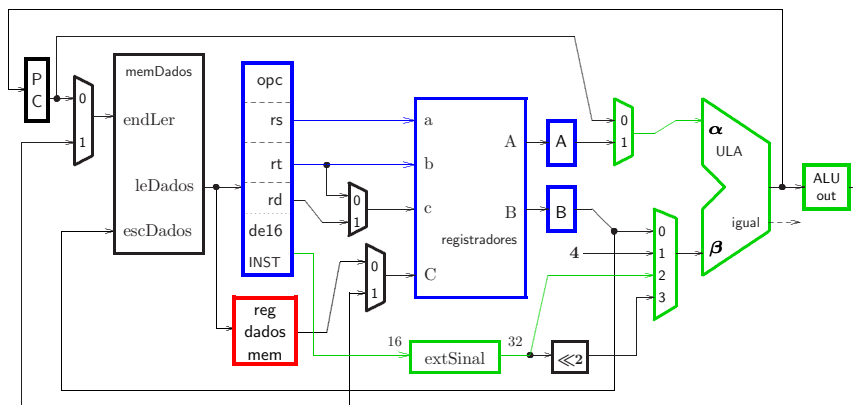 P
C
0
1
memDados
endLer
leDados
escDados
opc
rs
rt
rd
de16
INST
reg
dados
mem
0
1
0
1
a
b
c
C
A
B
registradores
A
B
16
extSinal
32
≪2
4
0
1
0
1
2
3
α
ULA
igual
β
ALU
out